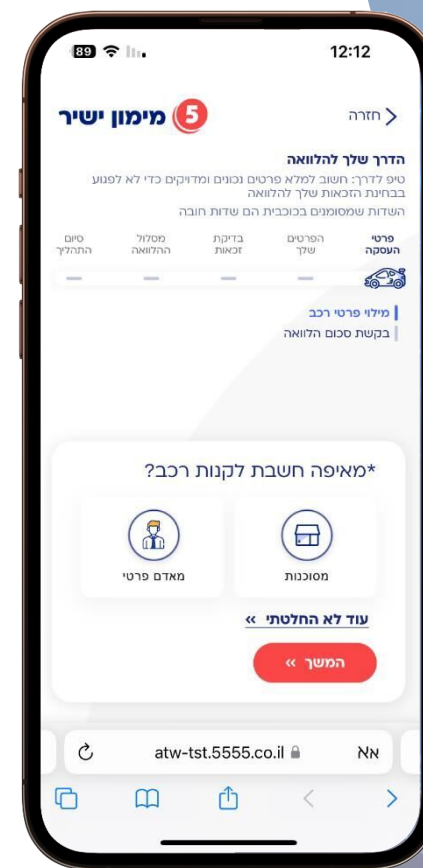 12:12
89
חזרה
5 מימון ישיר
הדרך שלך להלוואה
טיפ לדרך: חשוב למלא פרטים נכונים ומדויקים כדי לא לפגוע
בבחינת הזכאות שלך להלוואה
השדות שמסומנים בכוכבית הם שדות חובה
פרטי העסקה
הפרטים שלך
בדיקת זכאות
מסלול ההלוואה
סיום התהליך
מילוי פרטי רכב
בקשת סכום הלוואה
*מאיפה חשבת לקנות רכב?
מסוכנות
מאדם פרטי
עוד לא החלטתי »
המשך »
אא
atw-tst.5555.co.il